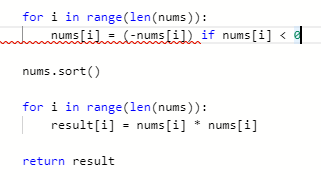 for i in range(len(nums)):
    nums[i] = (-nums[i]) if nums[i] < 0
nums.sort()
for i in range(len(nums)):
    result[i] = nums[i] * nums[i]
return result